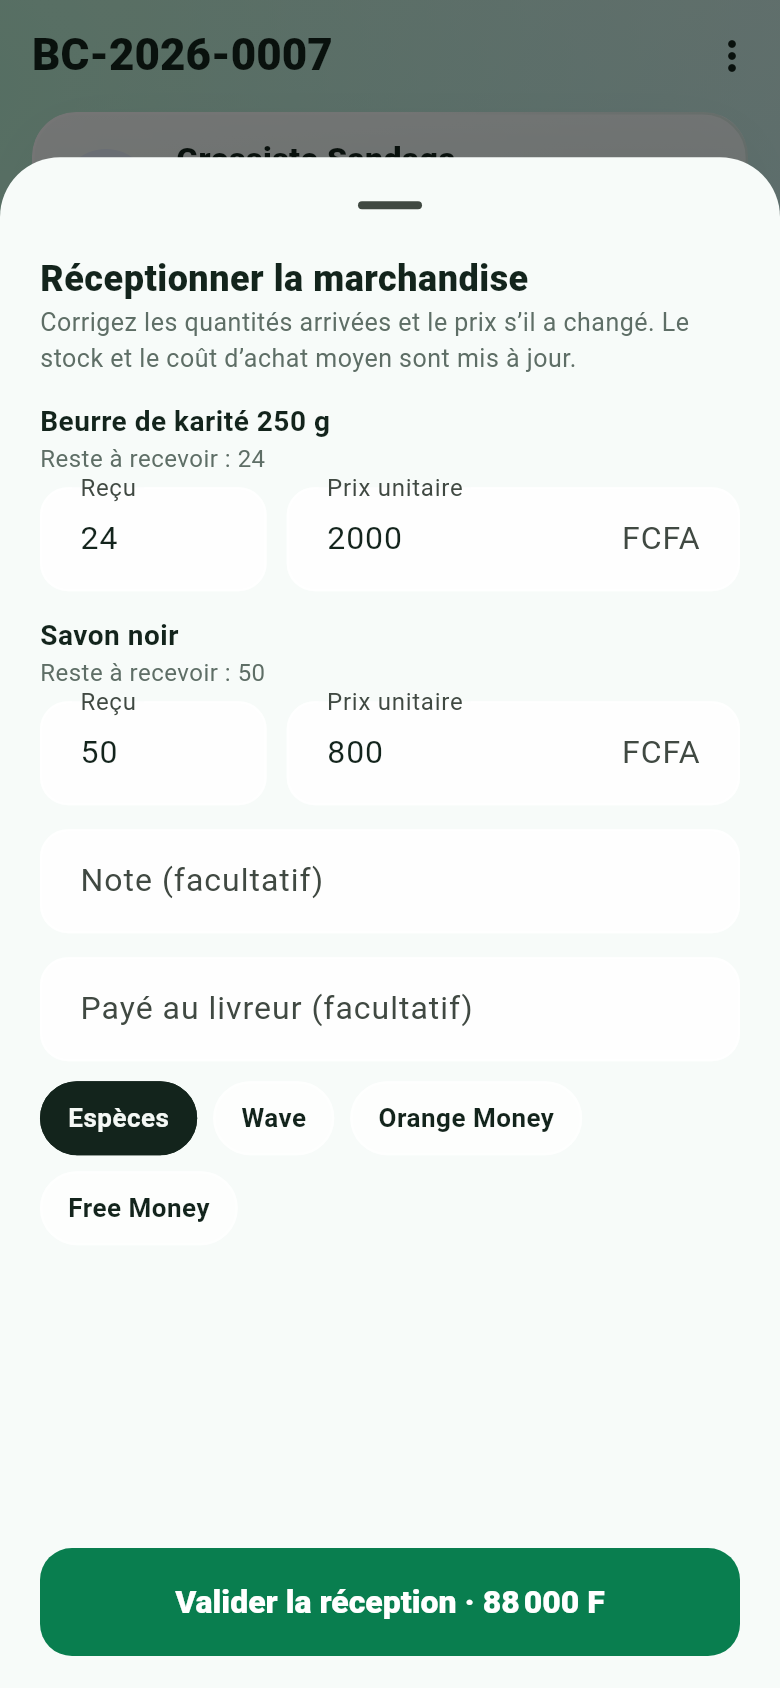 BC-2026-0007
Grossiste Sandaga
Réceptionner la marchandise
Corrigez les quantités arrivées et le prix s’il a changé. Le
stock et le coût d’achat moyen sont mis à jour.
Beurre de karité 250 g
Reste à recevoir : 24
Reçu
Prix unitaire
24
2000
FCFA
Savon noir
Reste à recevoir : 50
Reçu
Prix unitaire
50
800
FCFA
Note (facultatif)
Payé au livreur (facultatif)
Espèces
Wave
Orange Money
Free Money
Valider la réception · 88 000 F